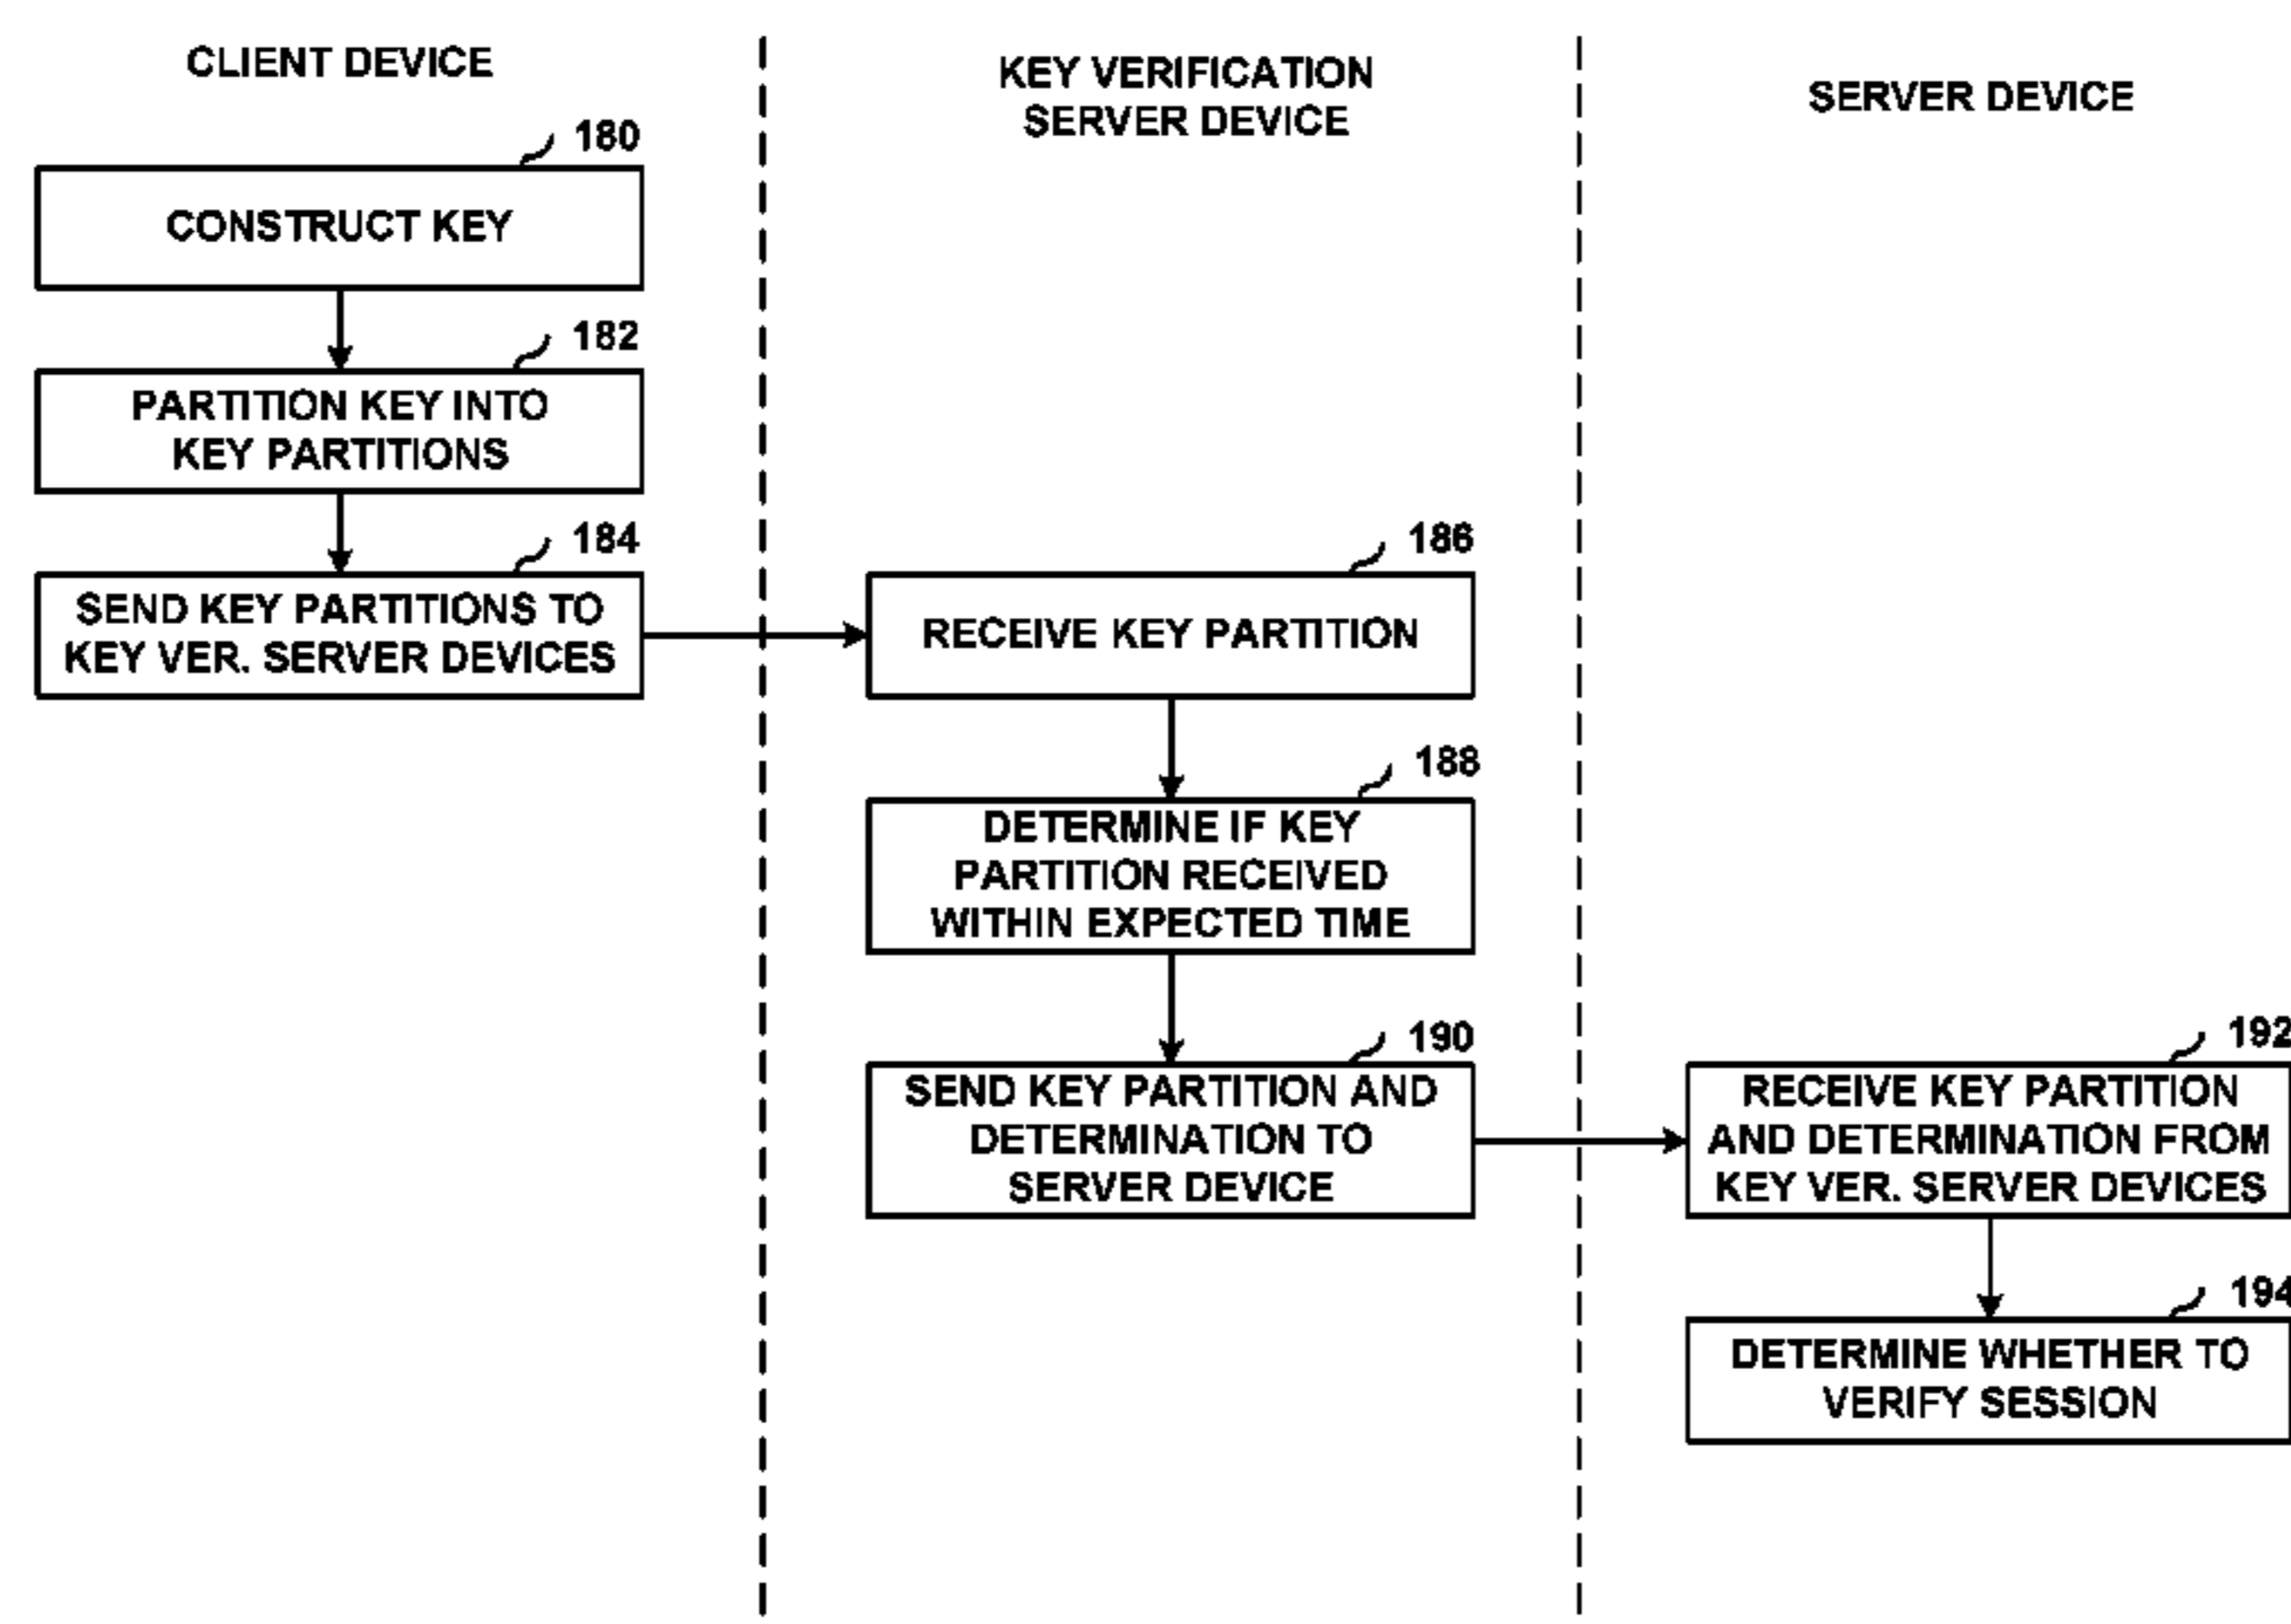 CLIENT DEVICE
180
CONSTRUCT KEY
182
PARTITION KEY INTO
KEY PARTITIONS
184
SEND KEY PARTITIONS TO
KEY VER. SERVER DEVICES
KEY VERIFICATION
SERVER DEVICE
186
RECEIVE KEY PARTITION
188
DETERMINE IF KEY
PARTITION RECEIVED
WITHIN EXPECTED TIME
190
SEND KEY PARTITION AND
DETERMINATION TO
SERVER DEVICE
SERVER DEVICE
192
RECEIVE KEY PARTITION
AND DETERMINATION FROM
KEY VER. SERVER DEVICES
194
DETERMINE WHETHER TO
VERIFY SESSION